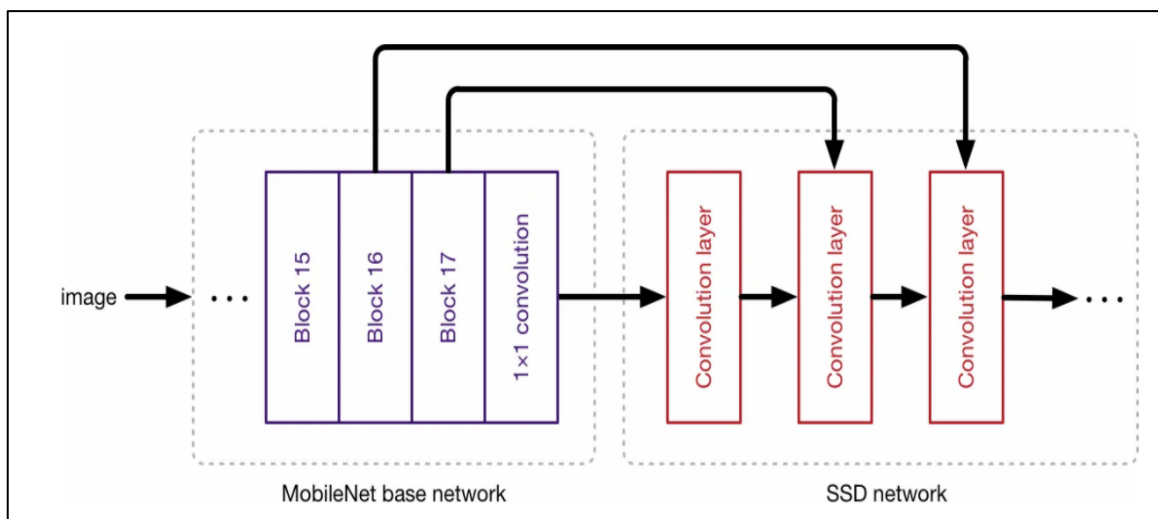 image
...
Block 15
Block 16
Block 17
1×1 convolution
Convolution layer
Convolution layer
Convolution layer
...
MobileNet base network
SSD network